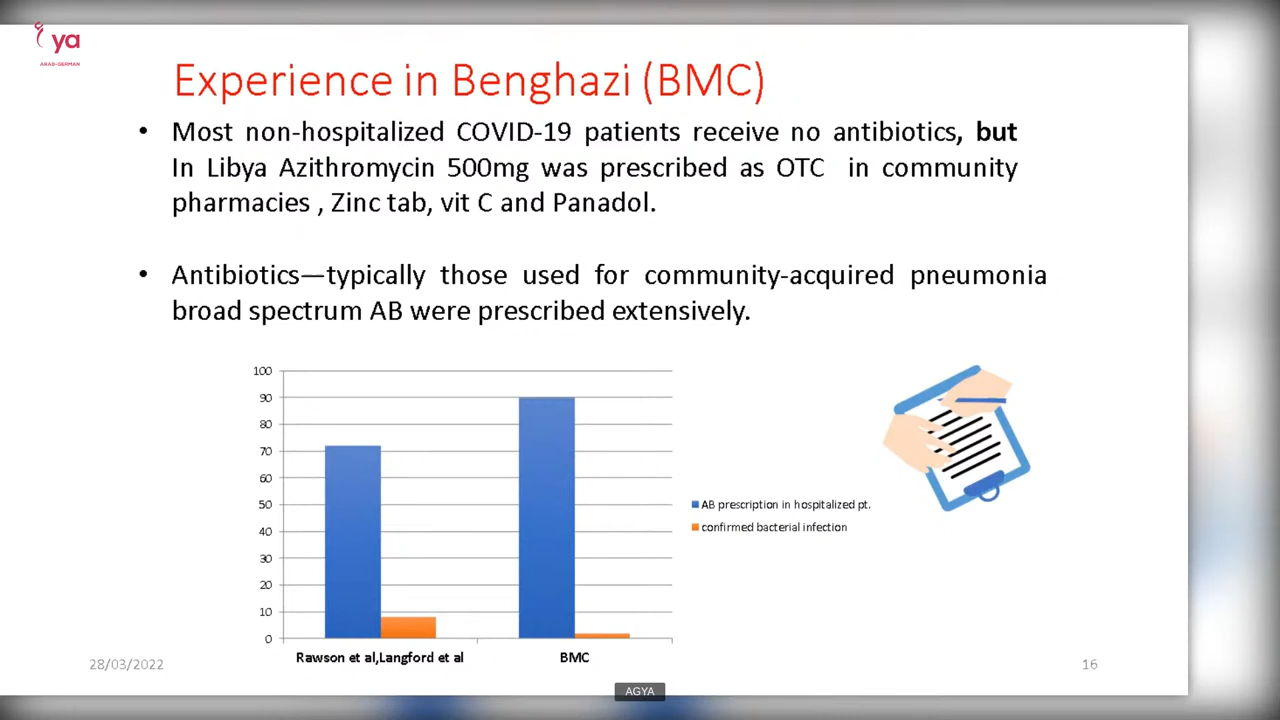 ya
ARAB-GERMAN
Experience in Benghazi (BMC)
• Most non-hospitalized COVID-19 patients receive no antibiotics, but
In Libya Azithromycin 500mg was prescribed as OTC in community
pharmacies , Zinc tab, vit C and Panadol.
• Antibiotics—typically those used for community-acquired pneumonia
broad spectrum AB were prescribed extensively.
100
90
80
70
60
50
40
30
20
10
0
Rawson et al,Langford et al
BMC
AB prescription in hospitalized pt.
confirmed bacterial infection
28/03/2022
16
AGYA